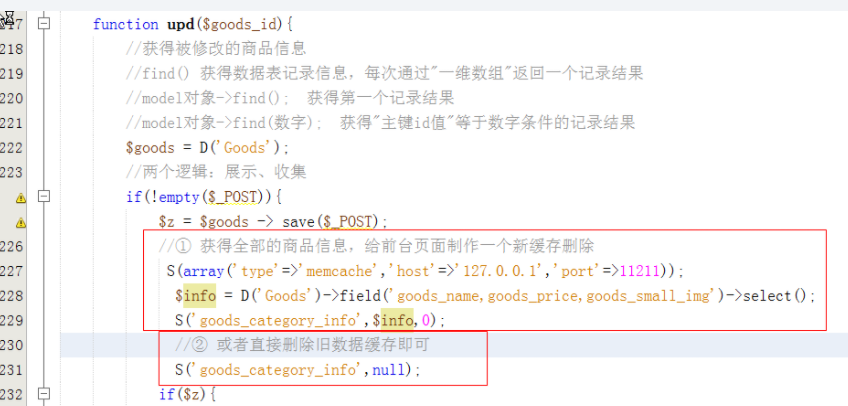 217 function upd($goods_id){
218 //获得被修改的商品信息
219 //find() 获得数据表记录信息，每次通过"一维数组"返回一个记录结果
220 //model对象->find(); 获得第一个记录结果
221 //model对象->find(数字); 获得"主键id值"等于数字条件的记录结果
222 $goods = D('Goods');
223 //两个逻辑：展示、收集
if(!empty($_POST)){
$z = $goods -> save($_POST);
226 //① 获得全部的商品信息，给前台页面制作一个新缓存删除
227 S(array('type'=>'memcache','host'=>'127.0.0.1','port'=>11211));
228 $info = D('Goods')->field('goods_name,goods_price,goods_small_img')->select();
229 S('goods_category_info',$info,0);
230 //② 或者直接删除旧数据缓存即可
231 S('goods_category_info',null);
232 if($z){